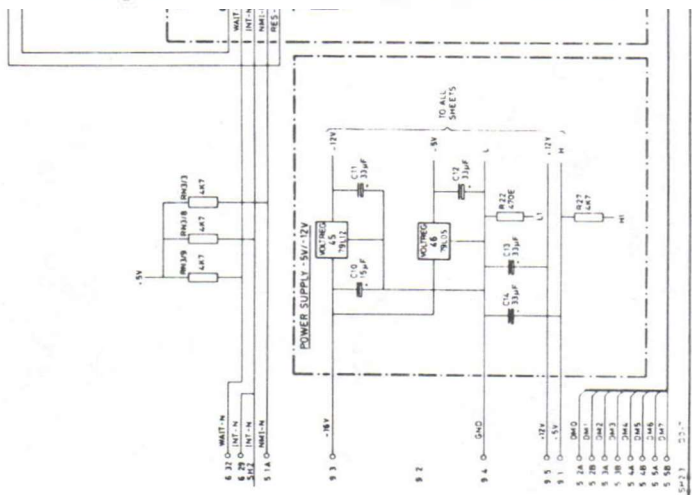 WAIT-
INT-N
NMI-
RES-
TO ALL
SHEETS
-12V
-5V
L
+12V
H
C11
33µF
C12
33µF
R22
470E
L1
R27
4K7
H1
VOLTREG
45
79L12
VOLTREG
46
79L05
C10
15µF
C13
33µF
C14
33µF
POWER SUPPLY -5V/-12V
RN3/3
4K7
RN3/8
4K7
RN3/9
4K7
WAIT-N
INT-N
INT-N
NMI-N
6 32
6 29
SH2
5 1A
-16V
9 3
9 2
GND
9 4
+12V
9 5
9 1
DM0
5 2A
DM1
5 2B
DM2
5 3A
DM3
5 3B
DM4
5 4A
DM5
5 4B
DM6
5 5A
DM7
5 5B